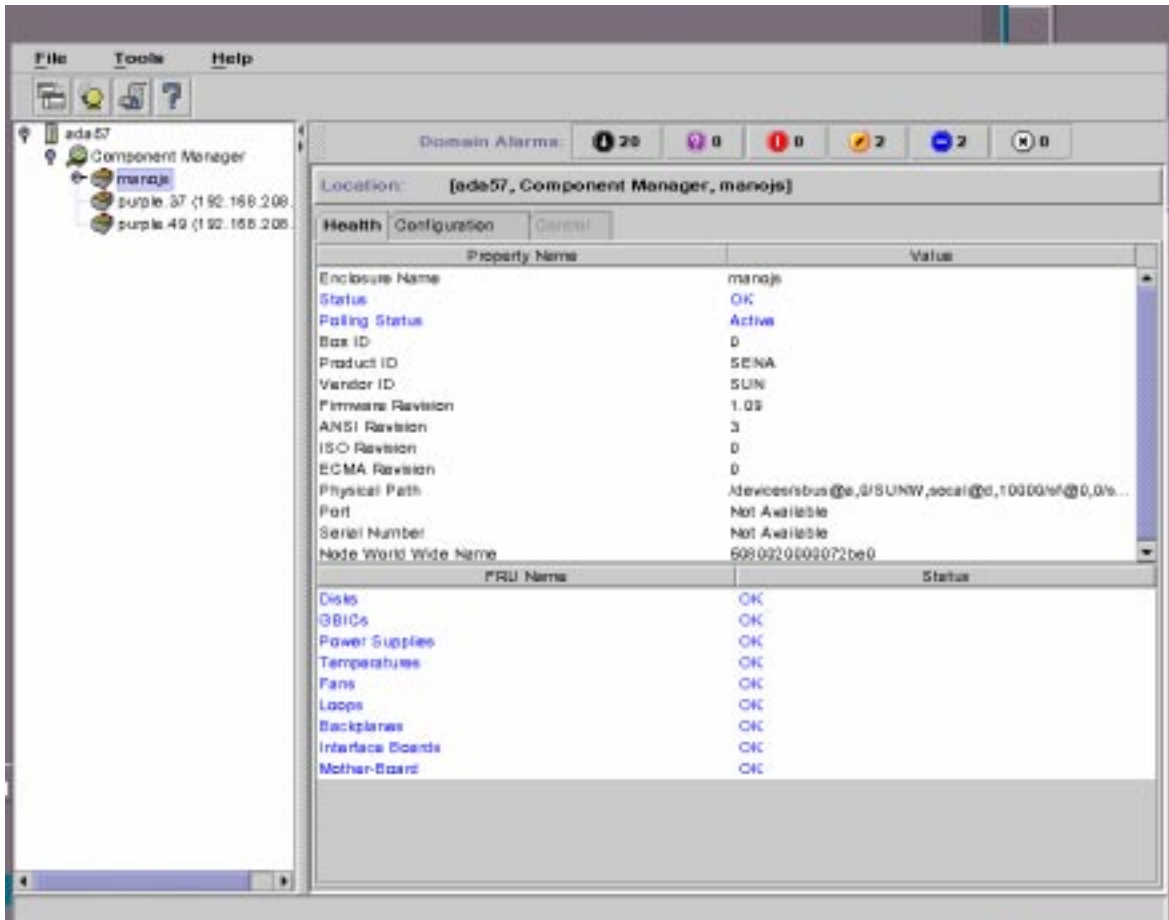 File Tools Help
ada57
Component Manager
manojs
purple.37 (192.168.208.
purple.49 (192.168.208.
Domain Alarms: 20 0 0 2 2 0
Location: [ada57, Component Manager, manojs]
Health Configuration Control
Property Name Value
Enclosure Name manojs
Status OK
Polling Status Active
Box ID 0
Product ID SENA
Vendor ID SUN
Firmware Revision 1.09
ANSI Revision 3
ISO Revision 0
ECMA Revision 0
Physical Path /devices/sbus@e,0/SUNW,socal@d,10000/sf@0,0/s...
Port Not Available
Serial Number Not Available
Node World Wide Name
FRU Name Status
Disks OK
GBICs OK
Power Supplies OK
Temperatures OK
Fans OK
Loops OK
Backplanes OK
Interface Boards OK
Mother-Board OK